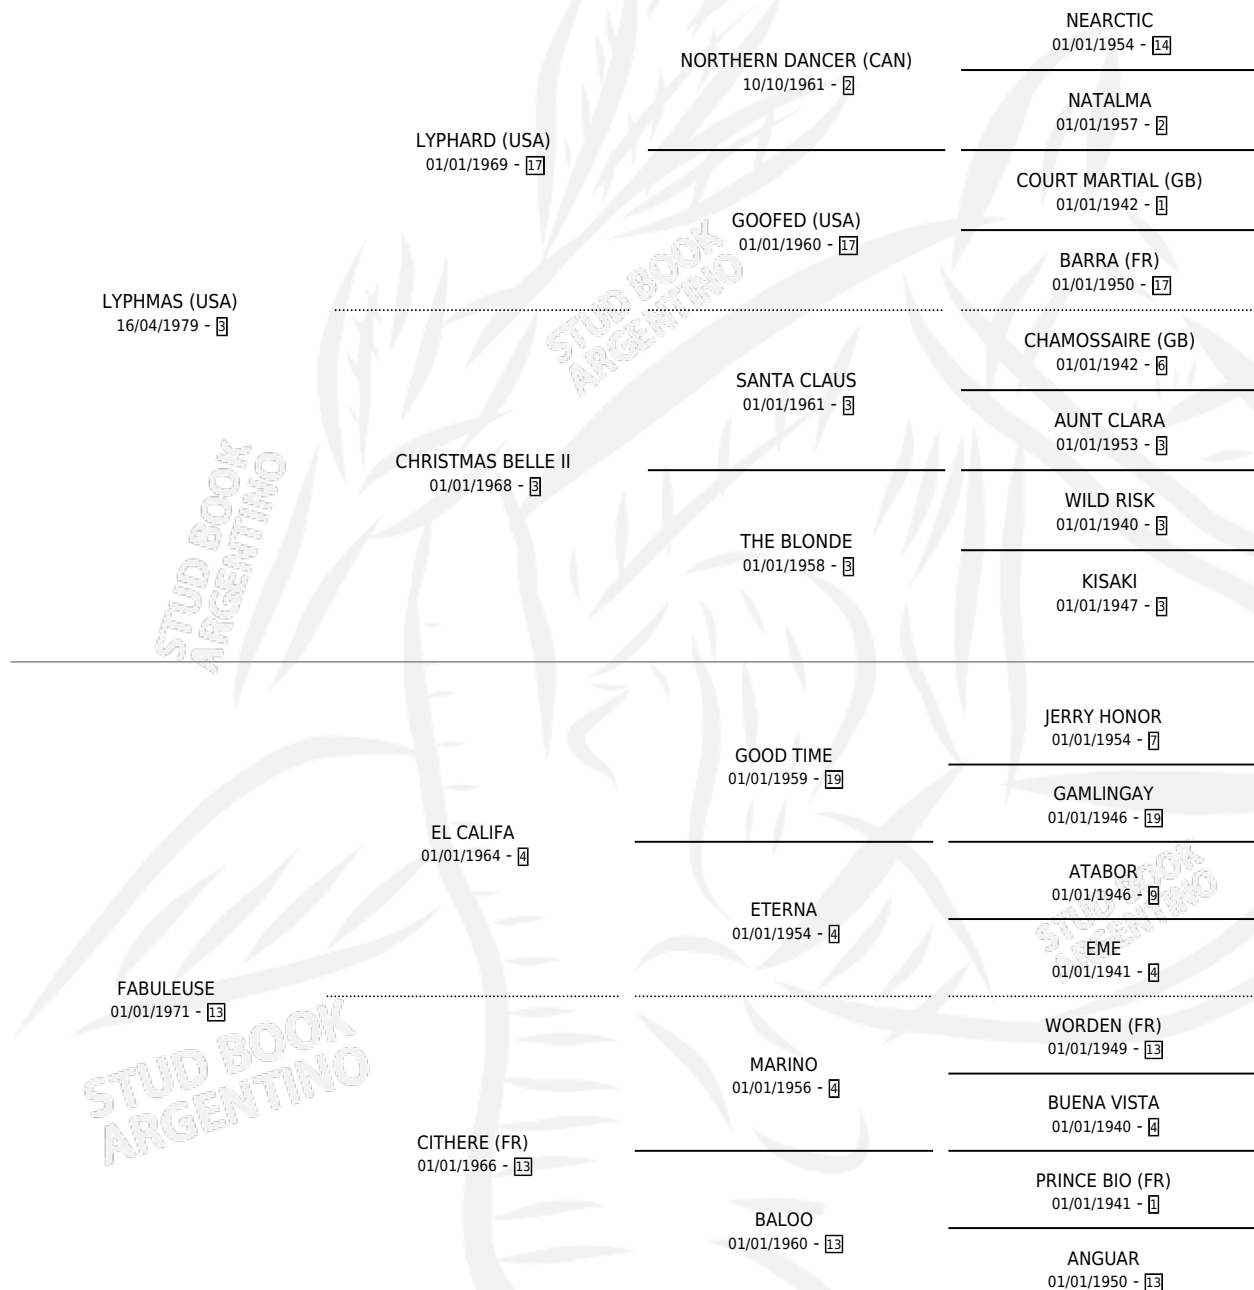 LYPHMAS (USA)
16/04/1979 - 3
LYPHARD (USA)
01/01/1969 - 17
NORTHERN DANCER (CAN)
10/10/1961 - 2
NEARCTIC
01/01/1954 - 14
NATALMA
01/01/1957 - 2
GOOFED (USA)
01/01/1960 - 17
COURT MARTIAL (GB)
01/01/1942 - 1
BARRA (FR)
01/01/1950 - 17
CHRISTMAS BELLE II
01/01/1968 - 3
SANTA CLAUS
01/01/1961 - 3
CHAMOSSAIRE (GB)
01/01/1942 - 6
AUNT CLARA
01/01/1953 - 3
THE BLONDE
01/01/1958 - 3
WILD RISK
01/01/1940 - 3
KISAKI
01/01/1947 - 3
FABULEUSE
01/01/1971 - 13
EL CALIFA
01/01/1964 - 4
GOOD TIME
01/01/1959 - 19
JERRY HONOR
01/01/1954 - 7
GAMLINGAY
01/01/1946 - 19
ETERNA
01/01/1954 - 4
ATABOR
01/01/1946 - 9
EME
01/01/1941 - 4
CITHERE (FR)
01/01/1966 - 13
MARINO
01/01/1956 - 4
WORDEN (FR)
01/01/1949 - 13
BUENA VISTA
01/01/1940 - 4
BALOO
01/01/1960 - 13
PRINCE BIO (FR)
01/01/1941 - 1
ANGUAR
01/01/1950 - 13
STUD BOOK
ARGENTINO
STUD BOOK
ARGENTINO
STUD BOOK
ARGENTINO
STUD BOOK
ARGENTINO